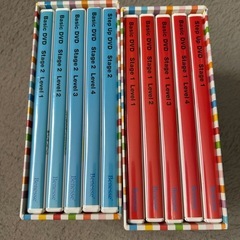 Basic DVD Stage 2 Level 1
Basic DVD Stage 2 Level 2
Basic DVD Stage 2 Level 3
Basic DVD Stage 2 Level 4
Step Up DVD Stage 2
Basic DVD Stage 1 Level 1
Basic DVD Stage 1 Level 2
Basic DVD Stage 1 Level 3
Basic DVD Stage 1 Level 4
Step Up DVD Stage 1